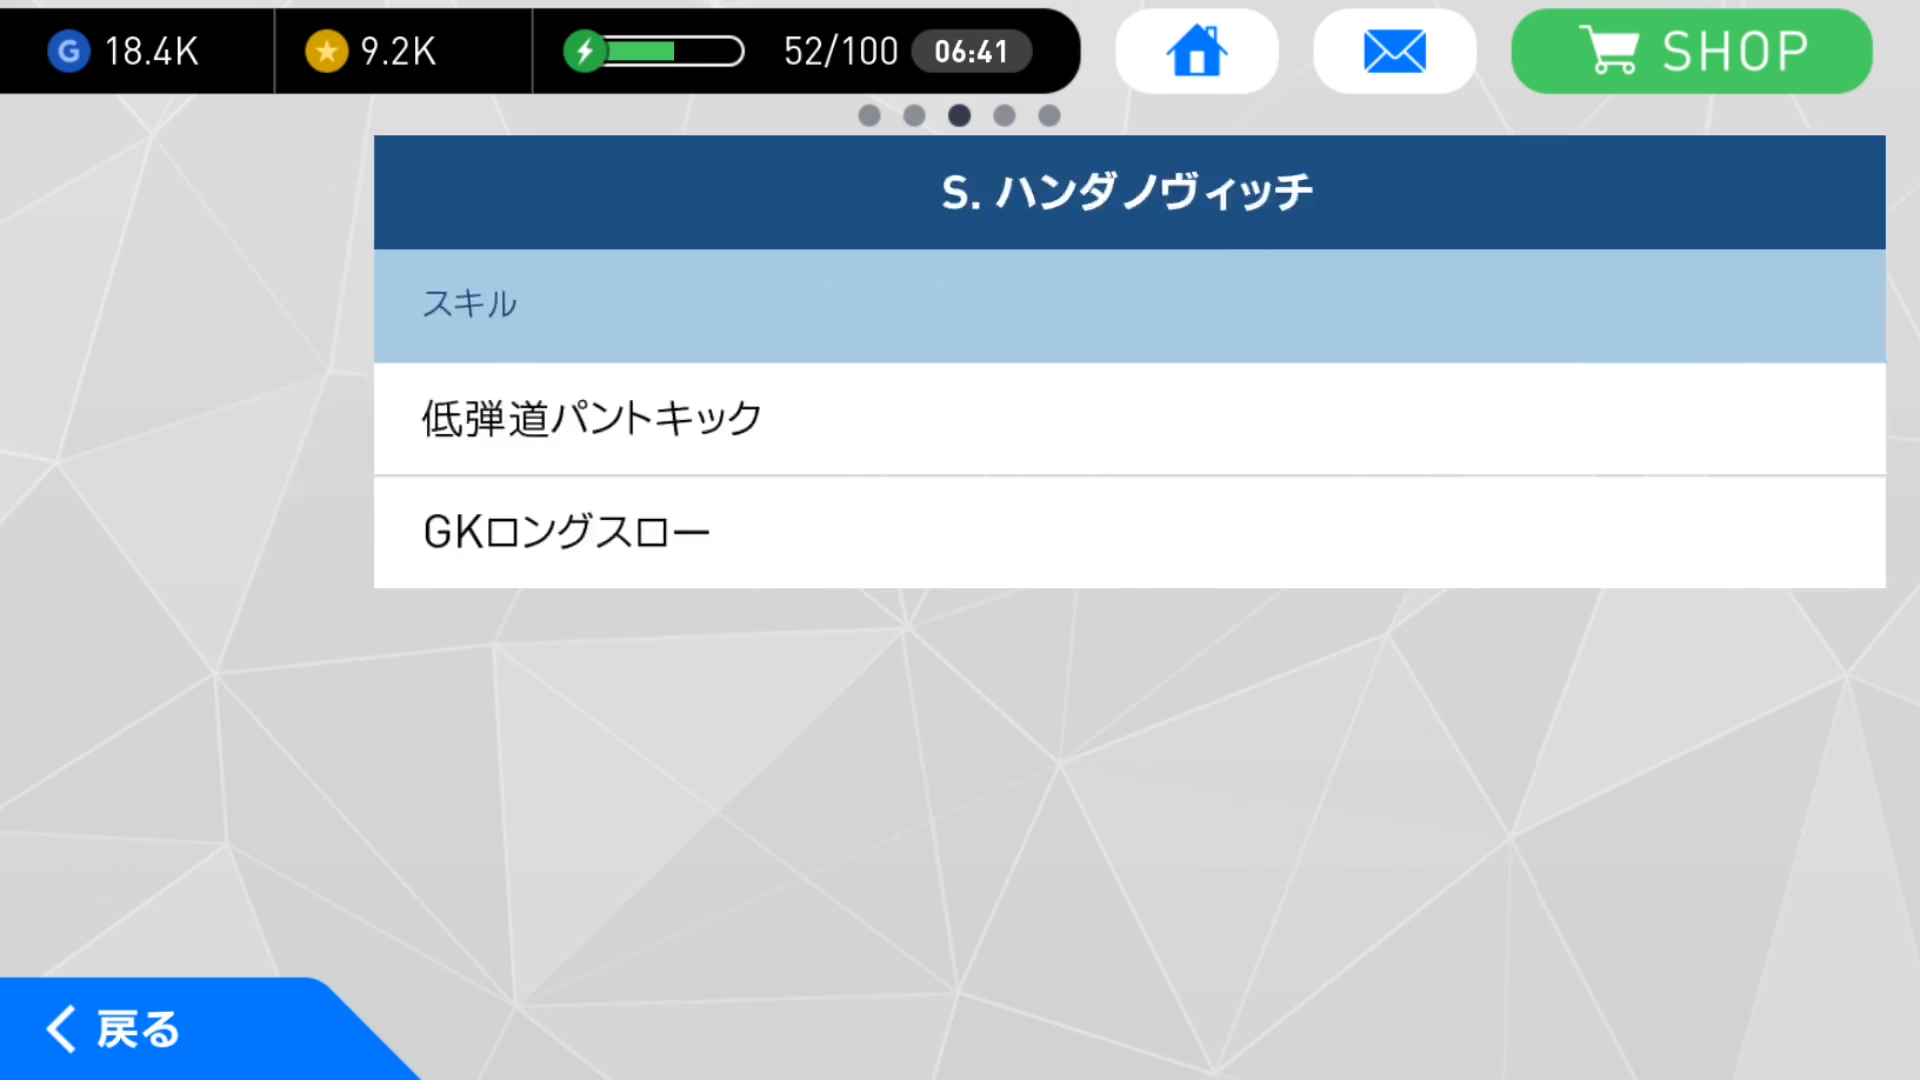 G 18.4K 9.2K 52/100 06:41 SHOP
S. ハンダノヴィッチ
スキル
低弾道パントキック
GKロングスロー
戻る